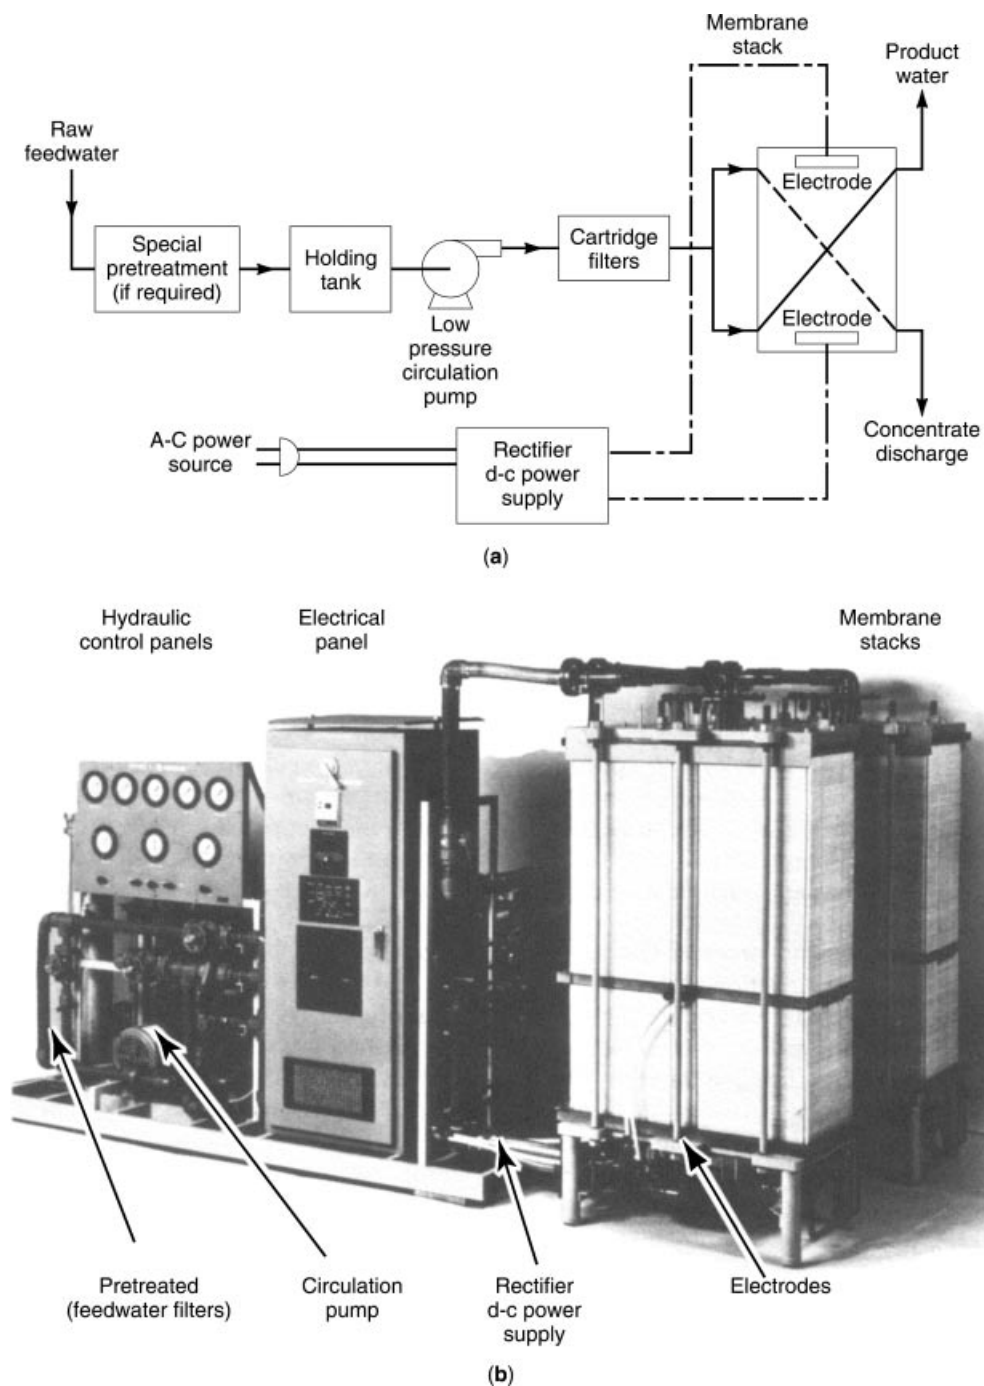 Membrane
stack
Product
water
Raw
feedwater
Electrode
Special
pretreatment
(if required)
Holding
tank
Cartridge
filters
Electrode
Low
pressure
circulation
pump
A-C power
source
Rectifier
d-c power
supply
Concentrate
discharge
(a)
Hydraulic
control panels
Electrical
panel
Membrane
stacks
Pretreated
(feedwater filters)
Circulation
pump
Rectifier
d-c power
supply
Electrodes
(b)